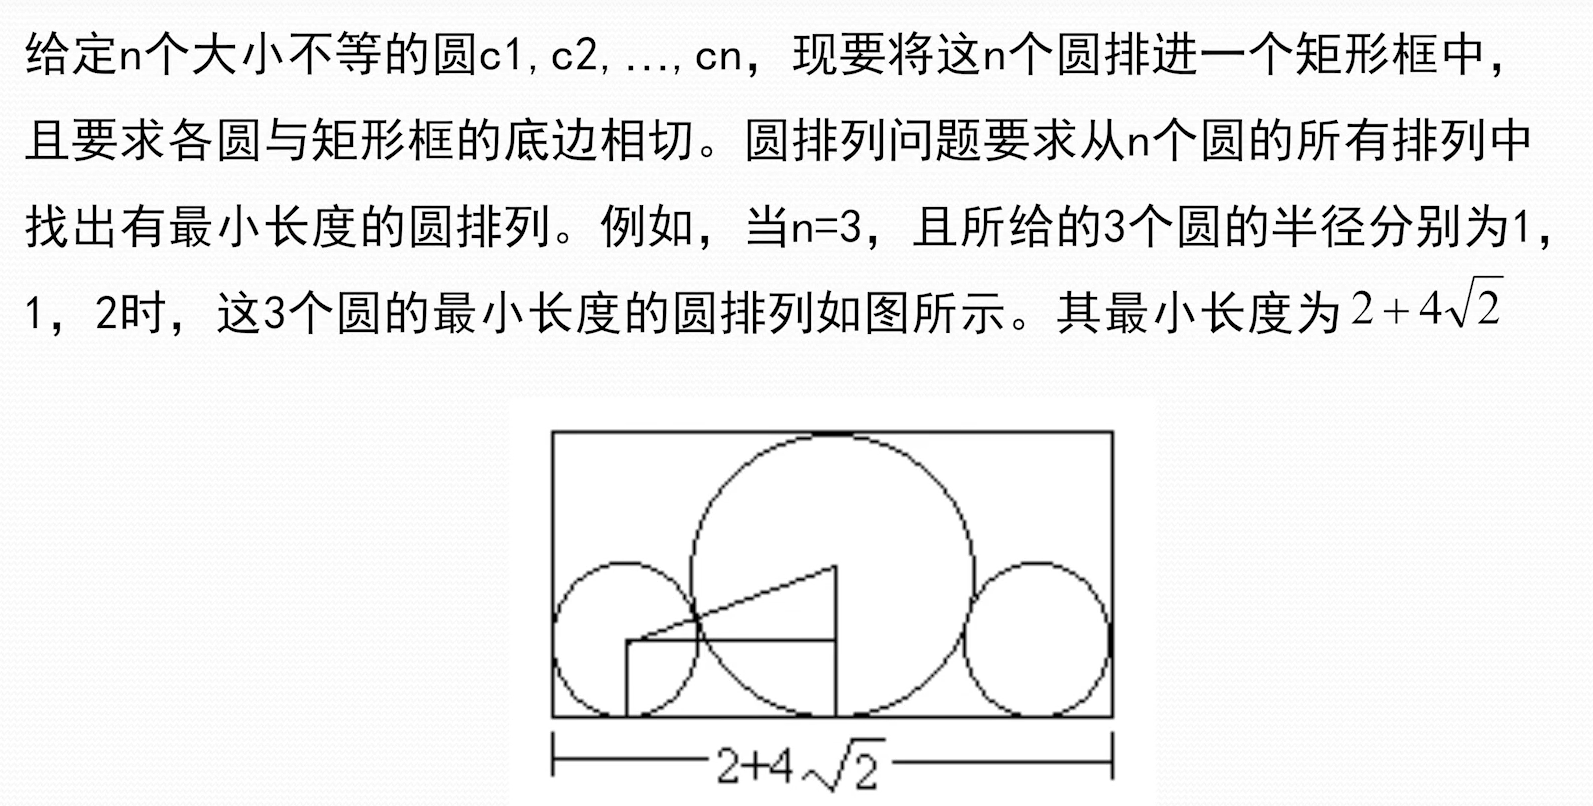 给定n个大小不等的圆c1,c2,…,cn，现要将这n个圆排进一个矩形框中，
且要求各圆与矩形框的底边相切。圆排列问题要求从n个圆的所有排列中
找出有最小长度的圆排列。例如，当n=3，且所给的3个圆的半径分别为1，
1，2时，这3个圆的最小长度的圆排列如图所示。其最小长度为2+4√2
2+4√2